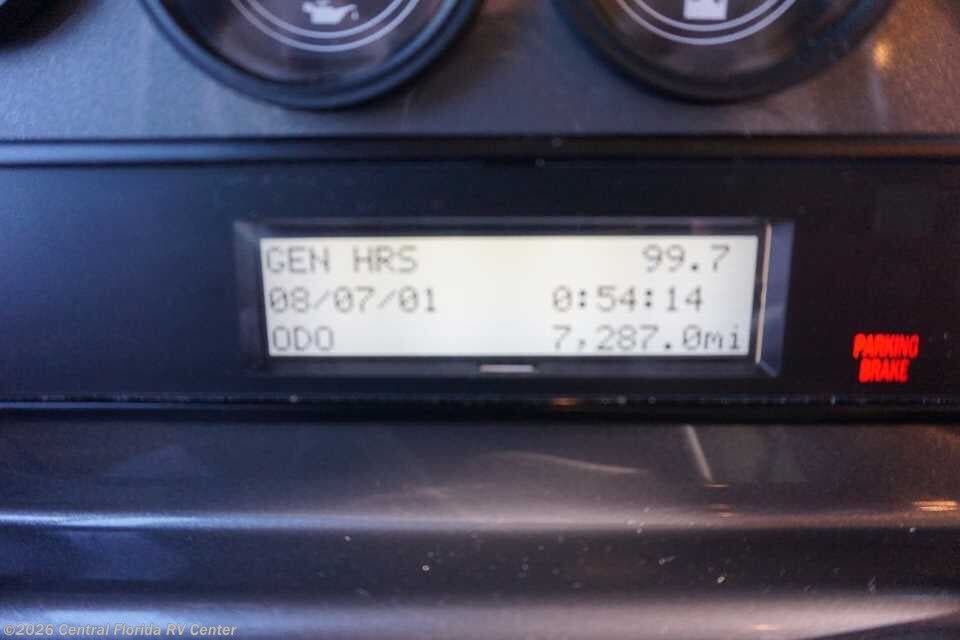 GEN HRS 99.7
08/07/01 0:54:14
ODO 7,287.0mi
PARKING
BRAKE
©2026 Central Florida RV Center